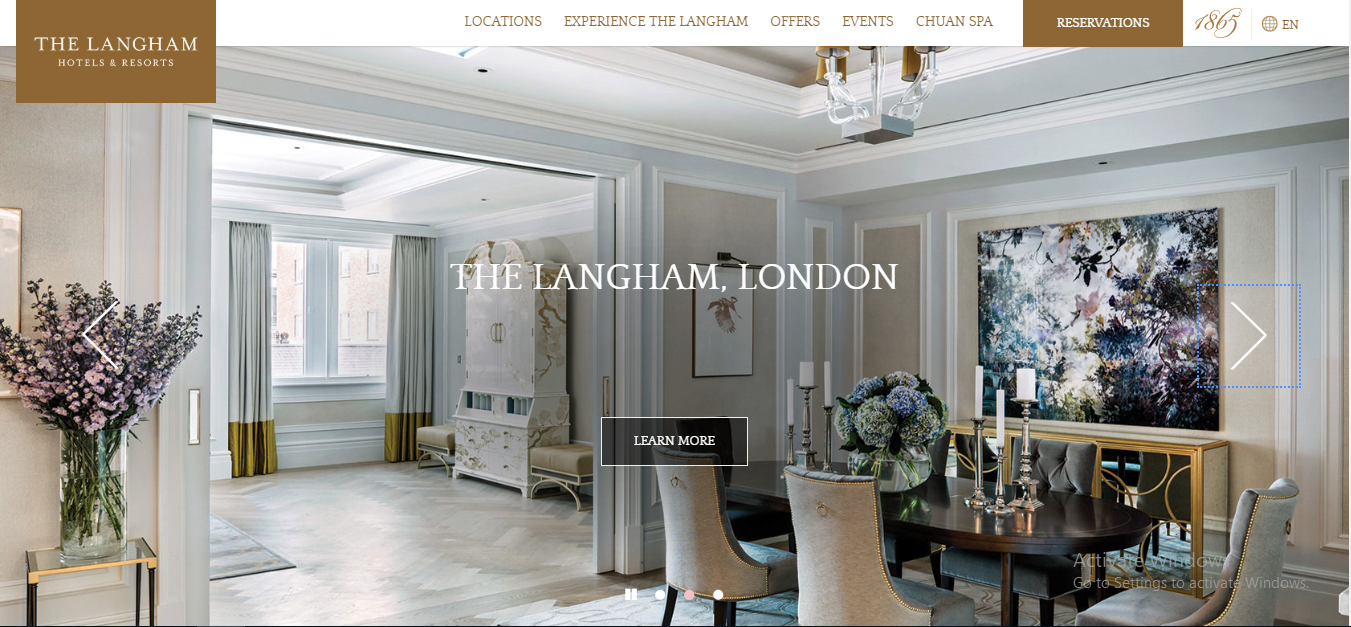 THE LANGHAM
HOTELS & RESORTS
LOCATIONS
EXPERIENCE THE LANGHAM
OFFERS
EVENTS
CHUAN SPA
RESERVATIONS
1865
EN
THE LANGHAM, LONDON
LEARN MORE
Activate Windows
Go to Settings to activate Windows.